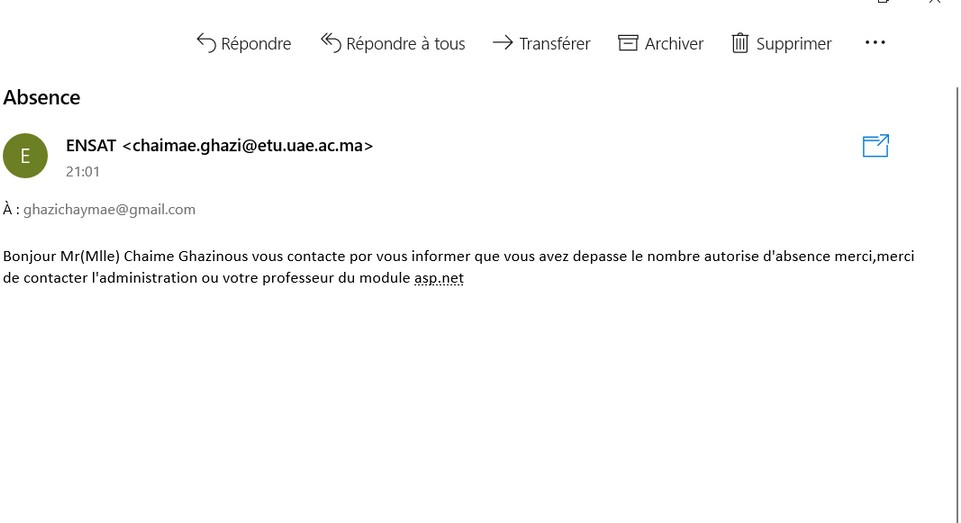 Répondre Répondre à tous Transférer Archiver Supprimer ...
Absence
E
ENSAT <chaimae.ghazi@etu.uae.ac.ma>
21:01
À : ghazichaymae@gmail.com
Bonjour Mr(Mlle) Chaime Ghazinous vous contacte por vous informer que vous avez depasse le nombre autorise d'absence merci,merci
de contacter l'administration ou votre professeur du module asp.net